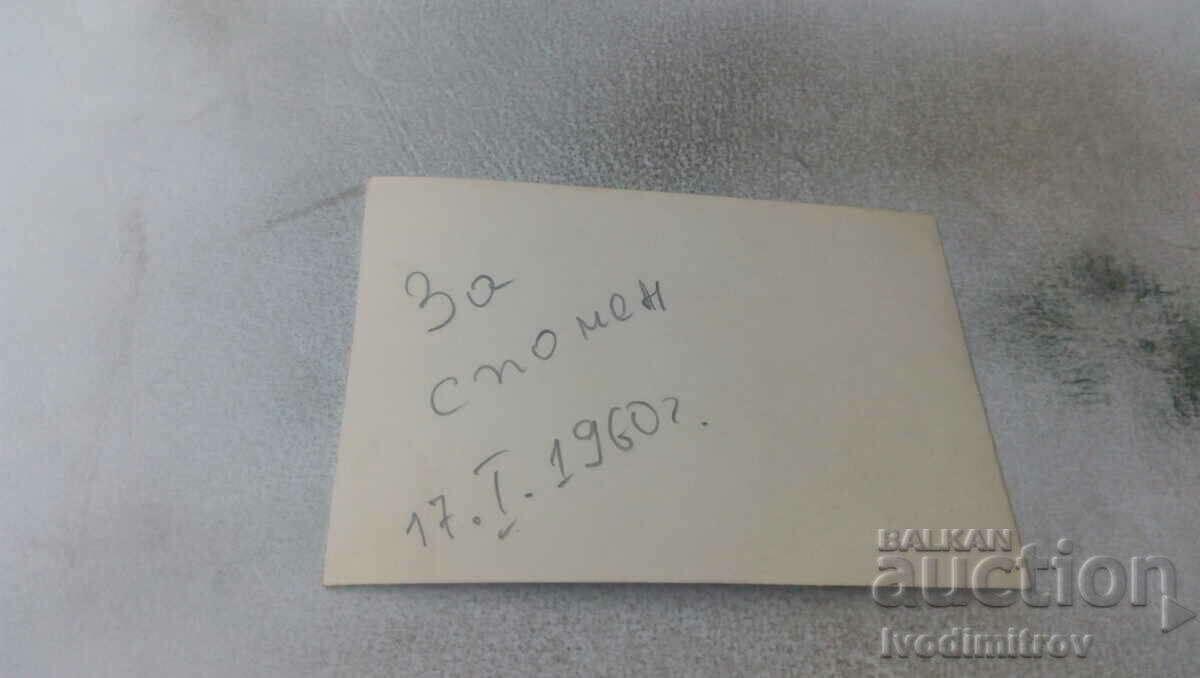 За
спомен
17.I.1960г.
BALKAN
auction
Ivodimitrov